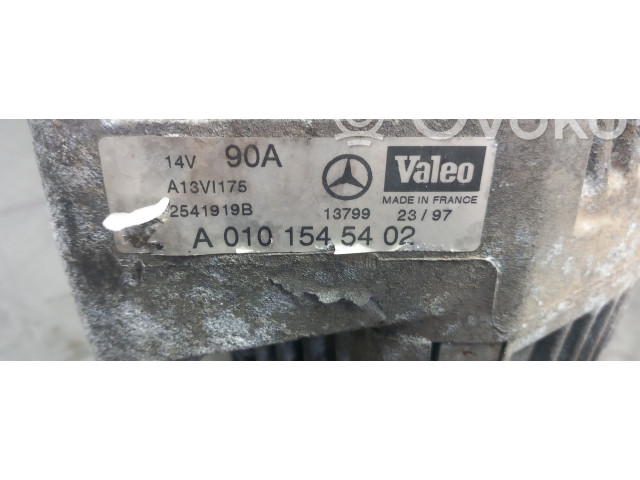 14V 90A Valeo
A13VI175 MADE IN FRANCE
2541919B 13799 23/97
A 010 154 54 02